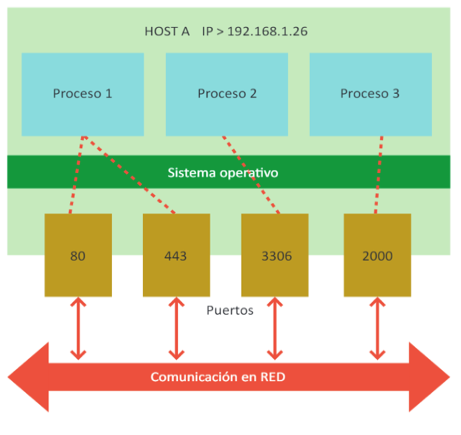 HOST A IP > 192.168.1.26
Proceso 1 Proceso 2 Proceso 3
Sistema operativo
80 443 3306 2000
Puertos
Comunicación en RED